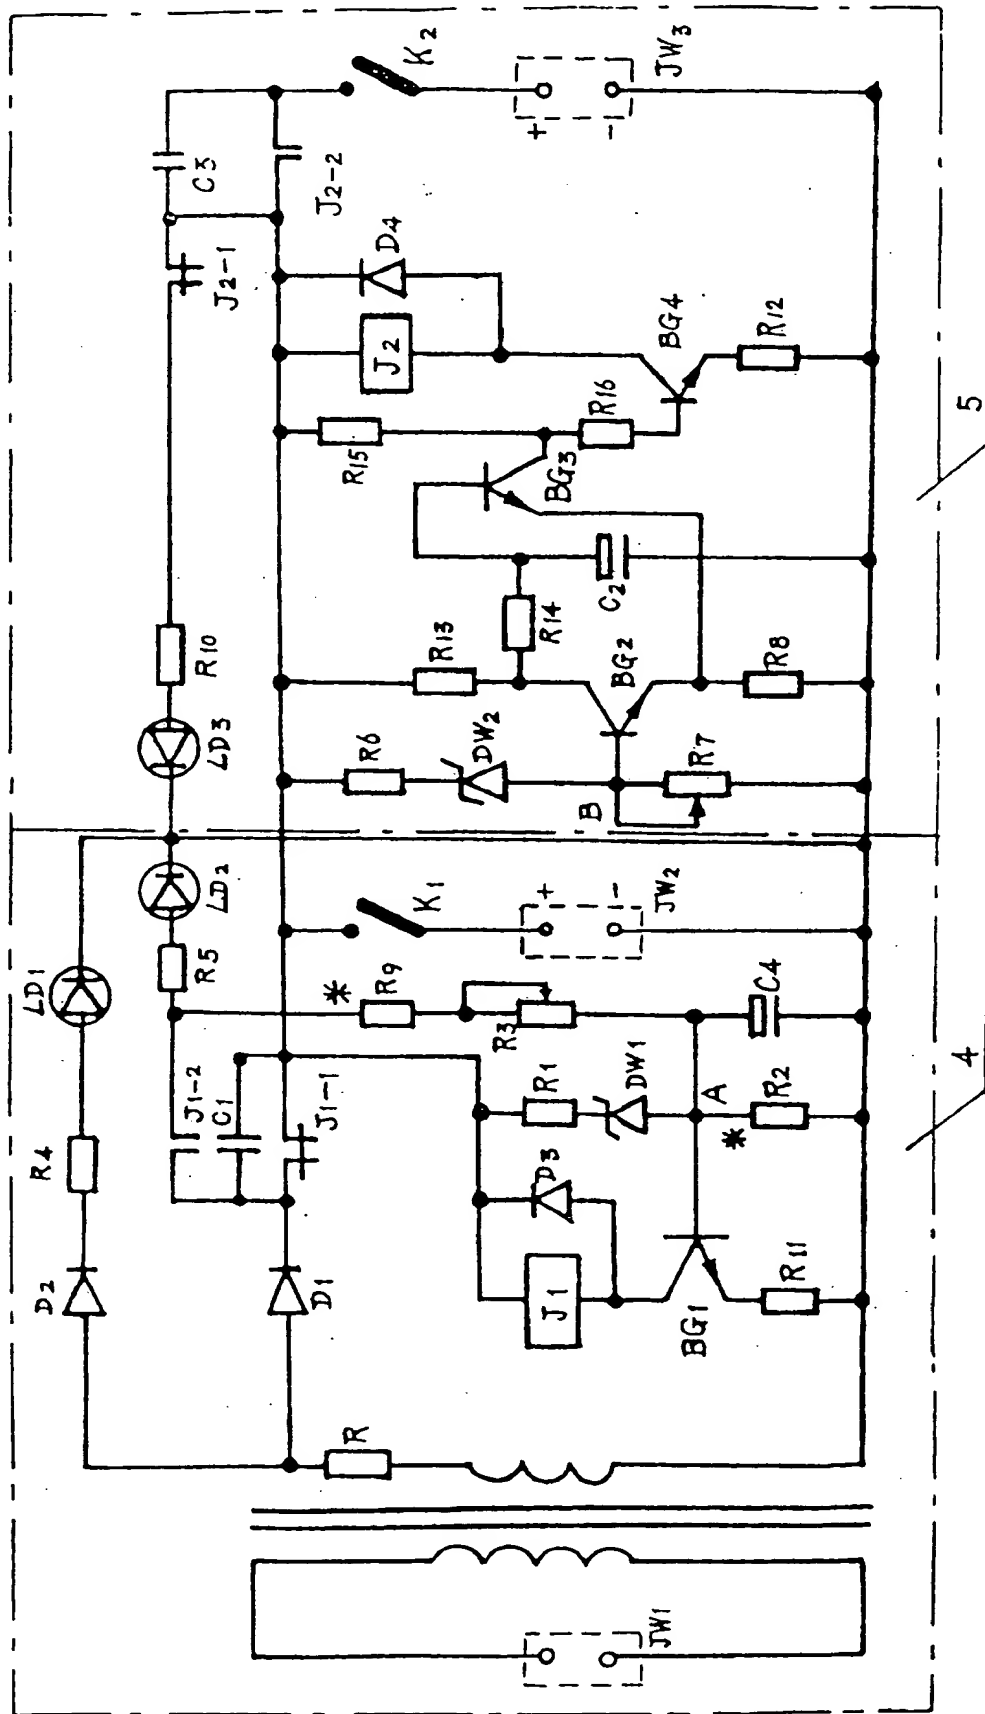 JW1
R
D2
R4
LD1
D1
J1-2
C1
J1-1
R5
LD2
J1
D3
BG1
R11
R1
DW1
A
* R2
* R9
R3
C4
K1
+
-
JW2
4
LD3
R10
J2-1
C3
J2-2
R6
DW2
B
R7
R13
BG2
R8
R14
C2
BG3
R15
R16
J2
D4
BG4
R12
K2
+
-
JW3
5